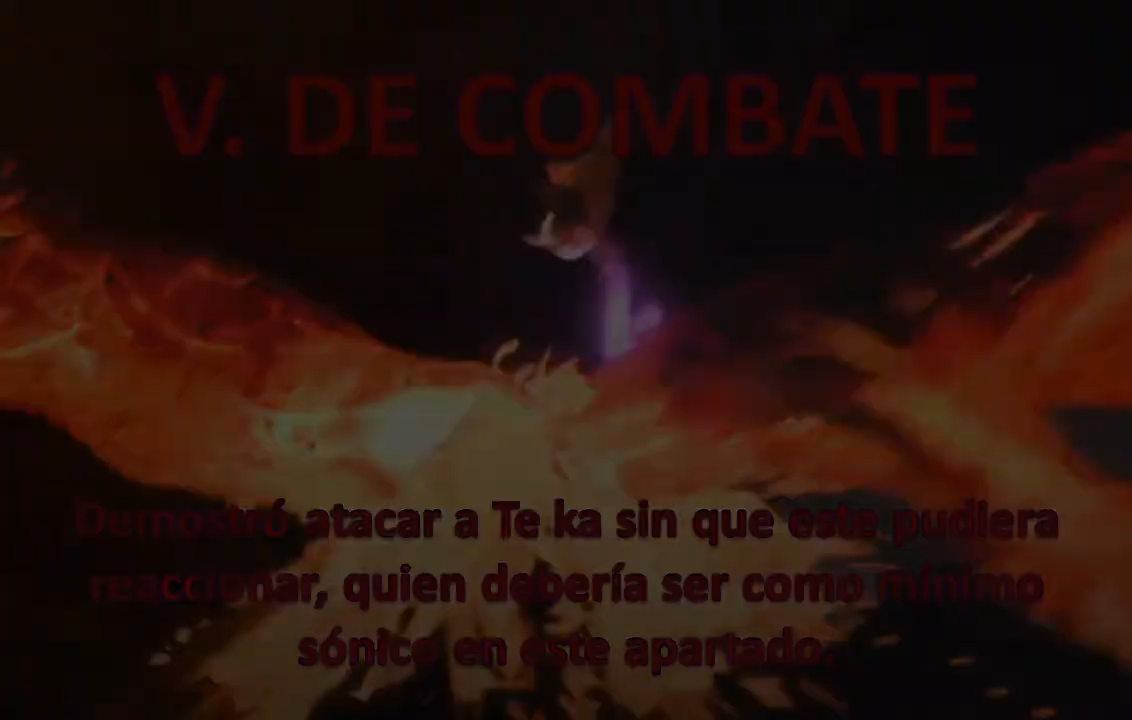 V. DE COMBATE
Demostró atacar a Te ka sin que este pudiera
reaccionar, quien debería ser como mínimo
sónico en este apartado.